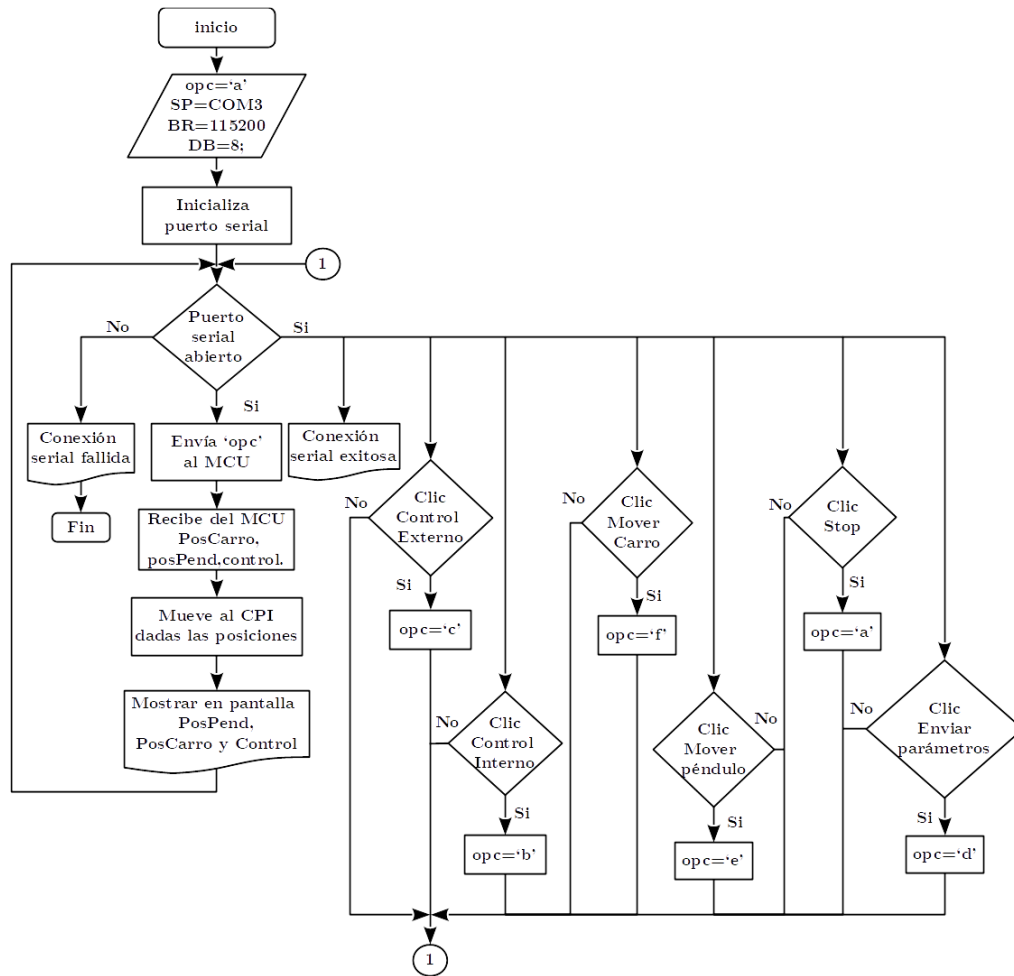 inicio
opc=‘a’
SP=COM3
BR=115200
DB=8;
Inicializa
puerto serial
1
Puerto
serial
abierto
No
Si
Si
Conexión
serial fallida
Fin
Envía ‘opc’
al MCU
Conexión
serial exitosa
Recibe del MCU
PosCarro,
posPend,control.
Mueve al CPI
dadas las posiciones
Mostrar en pantalla
PosPend,
PosCarro y Control
No
Clic
Control
Externo
Si
opc=‘c’
No
Clic
Control
Interno
Si
opc=‘b’
No
Clic
Mover
Carro
Si
opc=‘f’
Clic
Mover
péndulo
No
Si
opc=‘e’
No
Clic
Stop
Si
opc=‘a’
No
Clic
Enviar
parámetros
Si
opc=‘d’
1